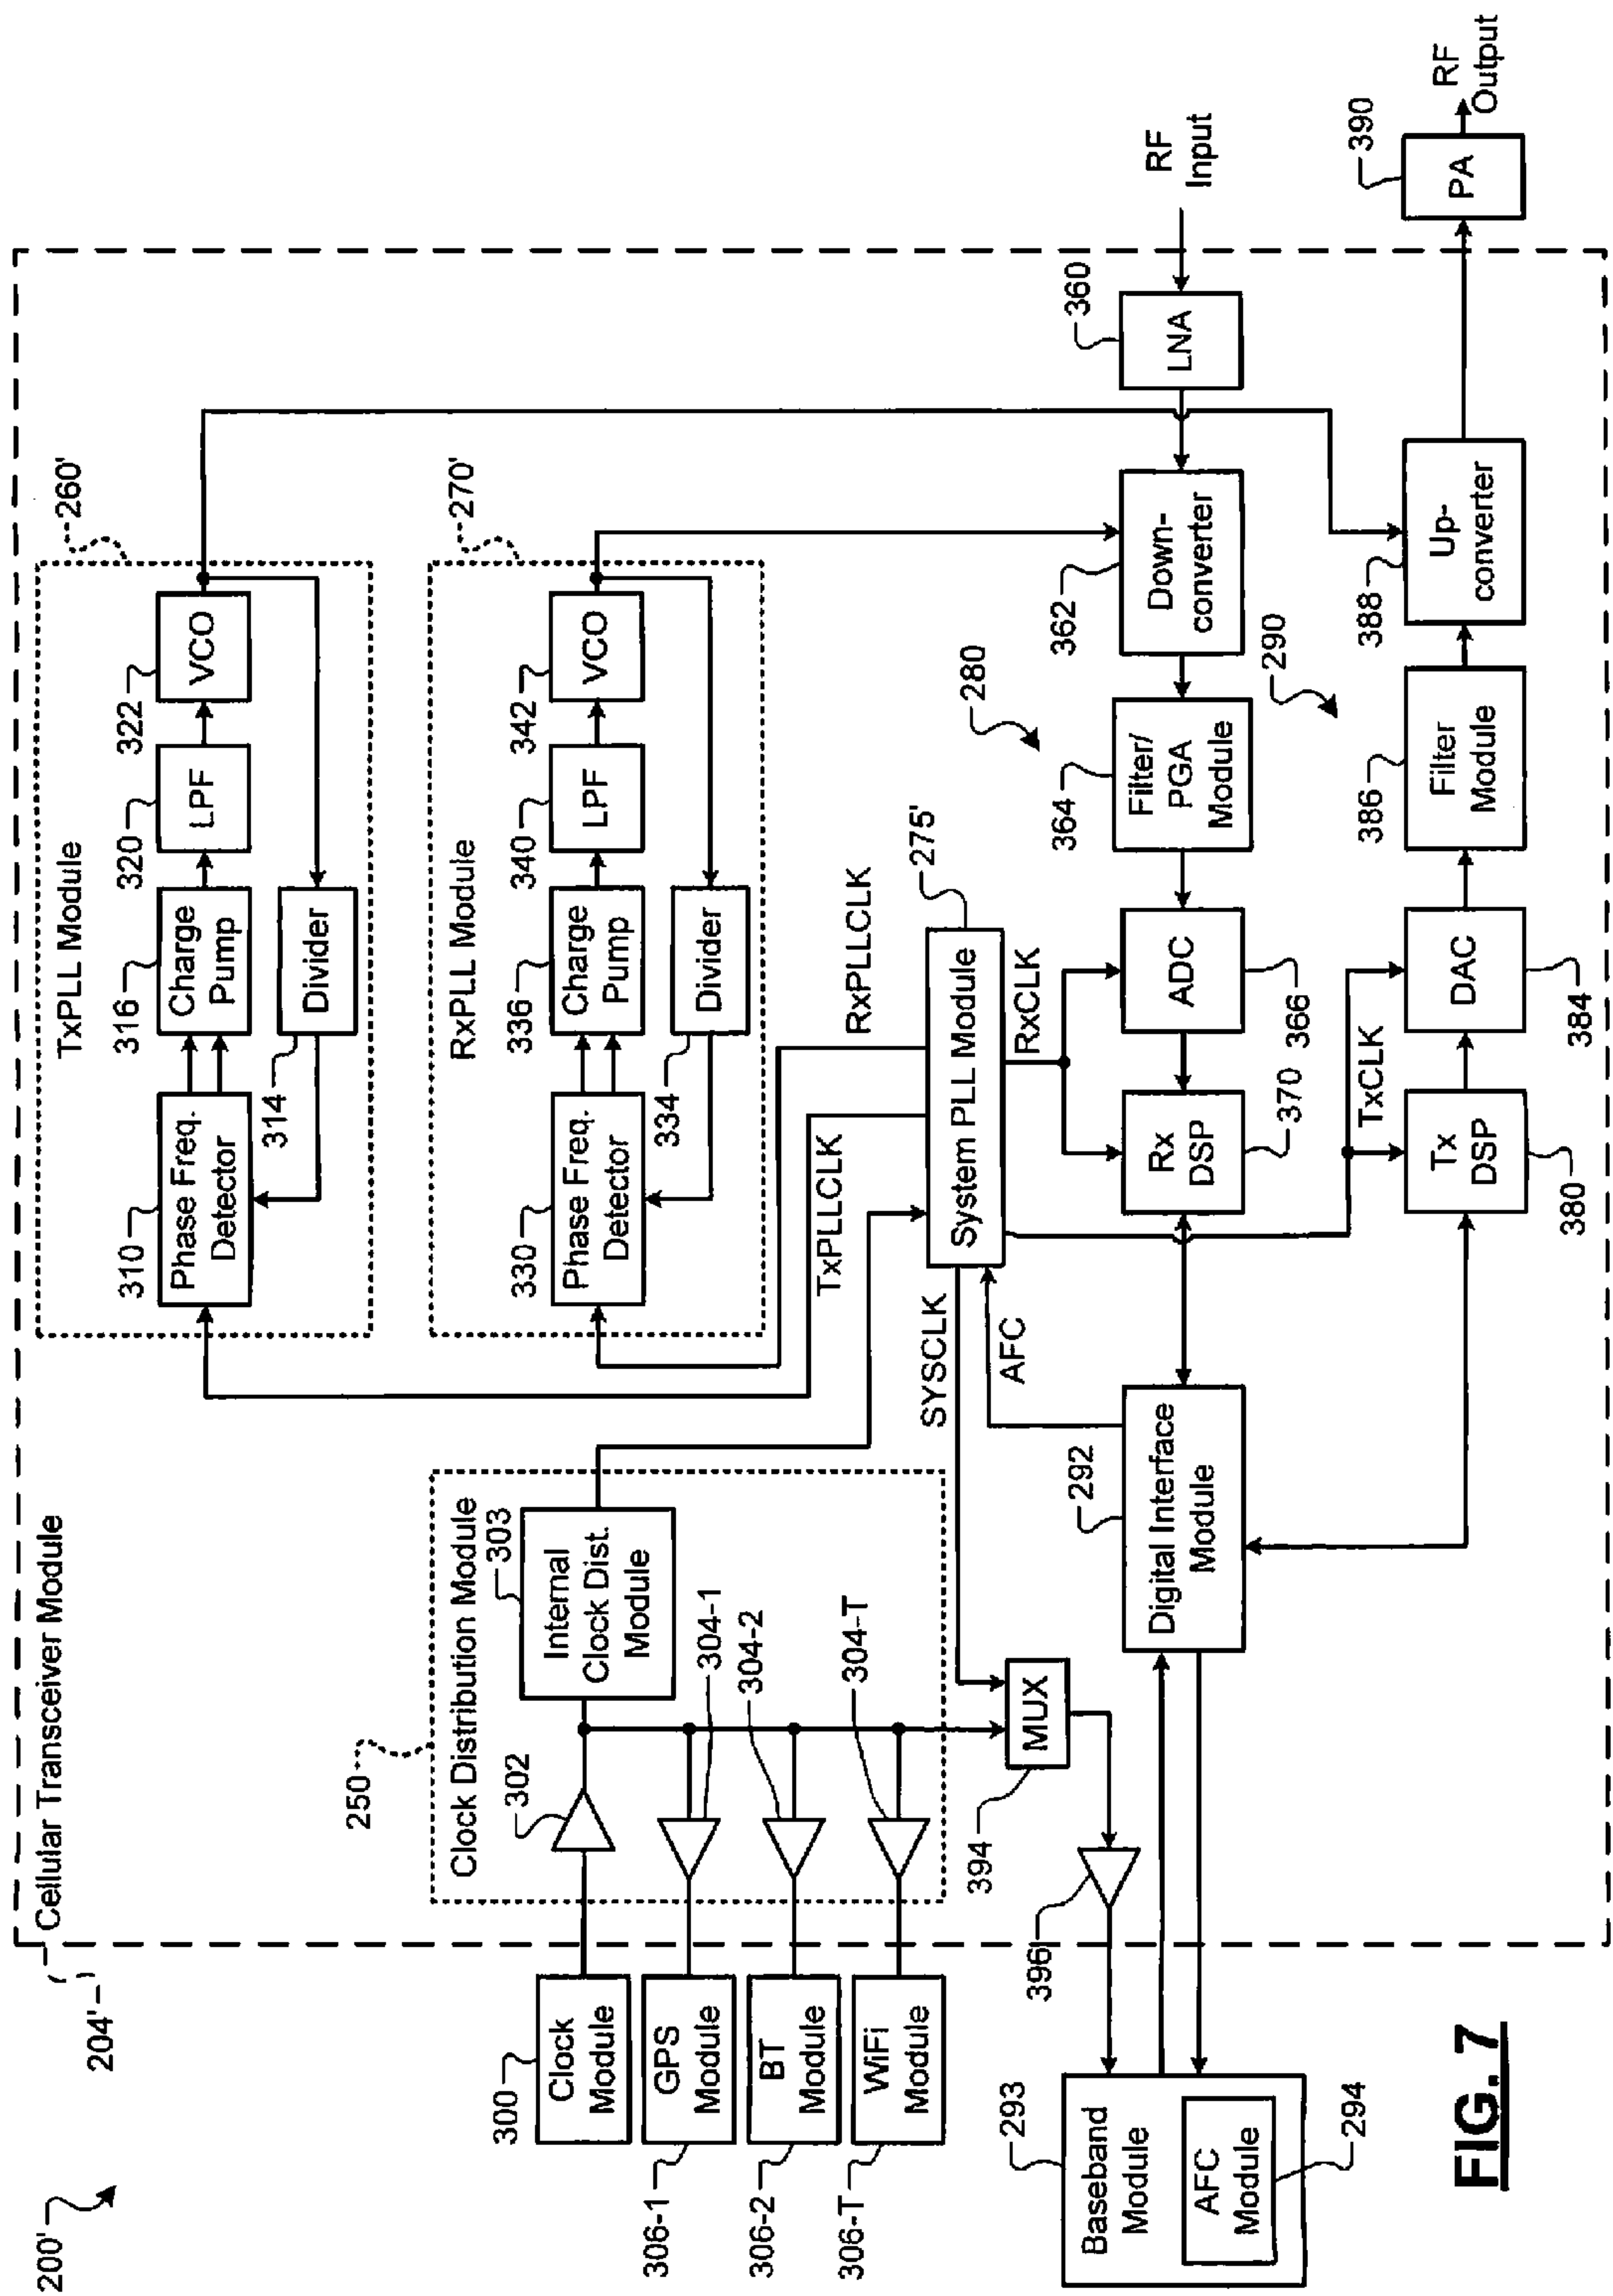 200'
204'
Cellular Transceiver Module
TxPLL Module
260'
310
Phase Freq.
Detector
316
Charge
Pump
320
LPF
322
VCO
314
Divider
RxPLL Module
270'
330
Phase Freq.
Detector
336
Charge
Pump
340
LPF
342
VCO
334
Divider
250
Clock Distribution Module
302
303
Internal
Clock Dist.
Module
304-1
304-2
304-T
300
Clock
Module
306-1
GPS
Module
306-2
BT
Module
306-T
WiFi
Module
TxPLLCLK
RxPLLCLK
275'
System PLL Module
SYSCLK
AFC
RxCLK
TxCLK
394
MUX
396
293
Baseband
Module
AFC
Module
294
292
Digital Interface
Module
Rx
DSP
370
ADC
366
364
Filter/
PGA
Module
280
362
Down-
converter
360
LNA
RF
Input
Tx
DSP
380
DAC
384
386
Filter
Module
290
388
Up-
converter
390
PA
RF
Output
FIG. 7